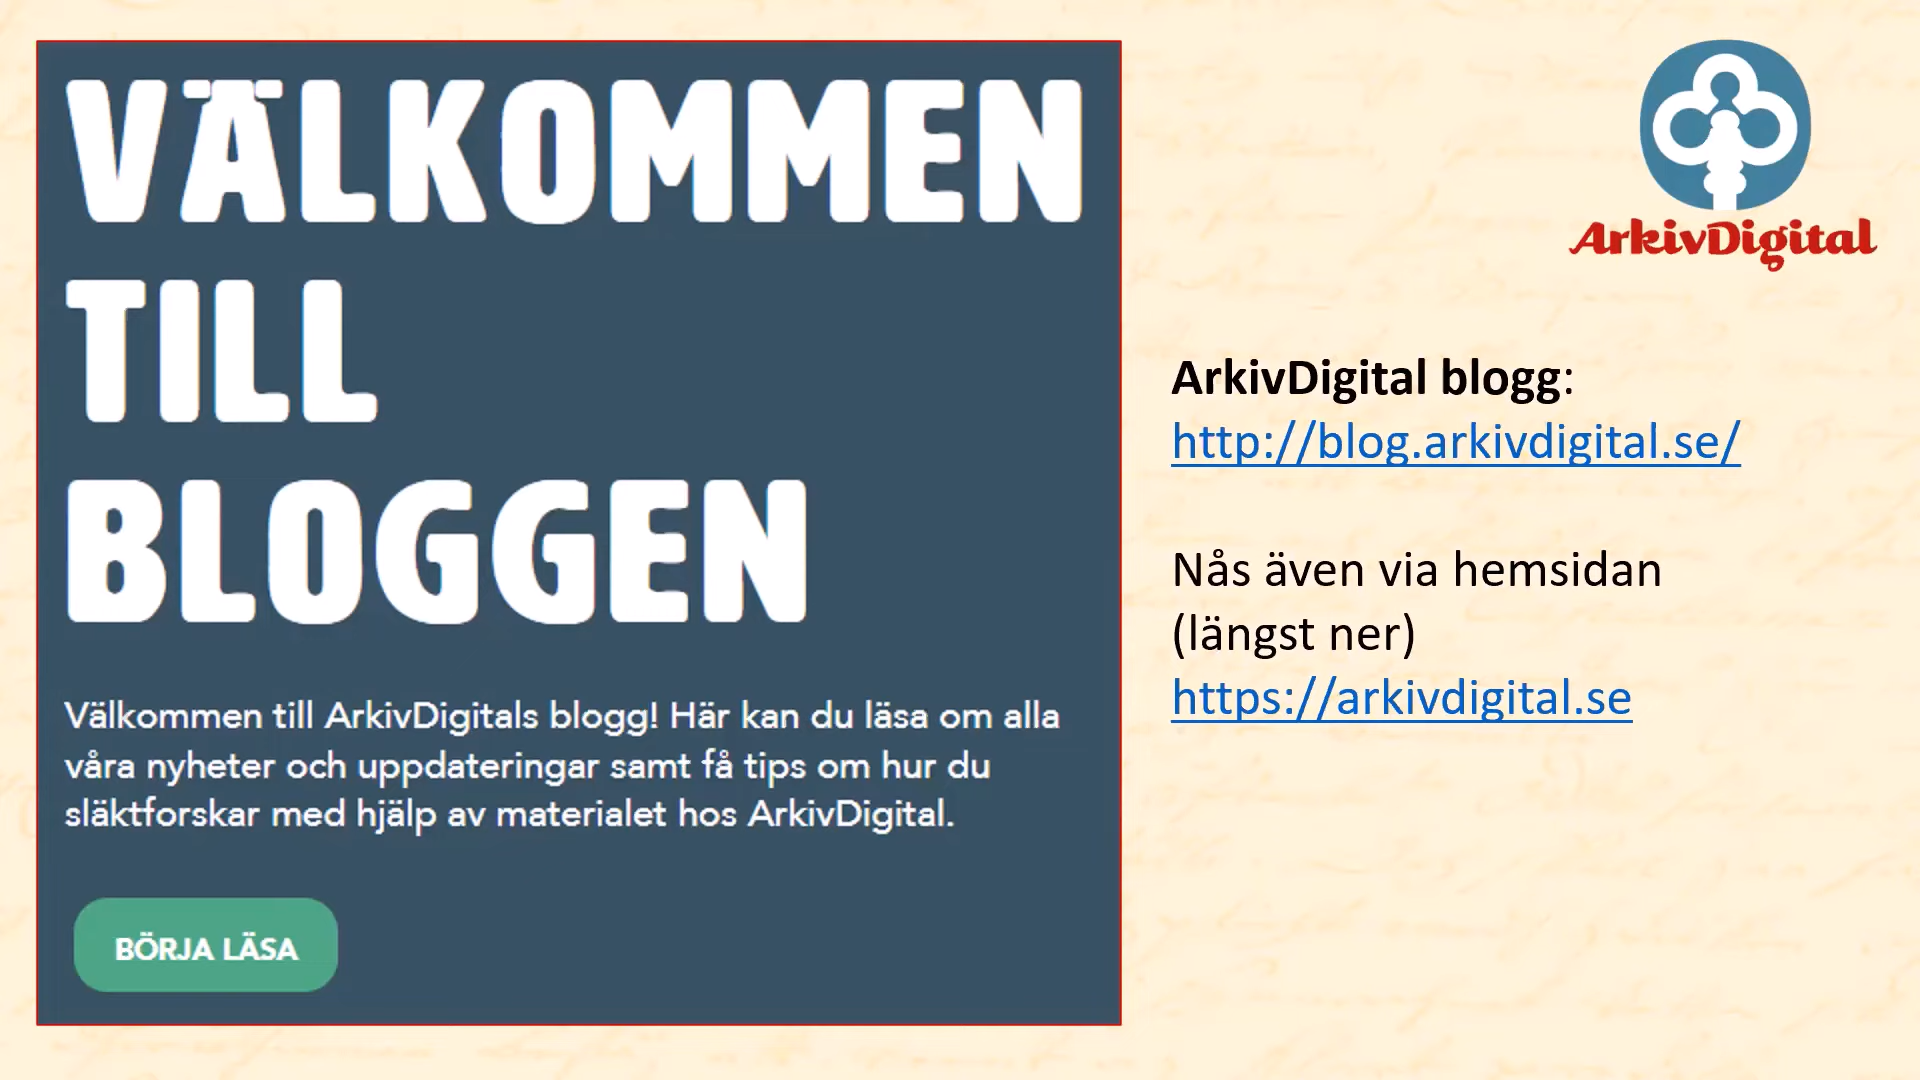 VÄLKOMMEN
TILL
BLOGGEN
Välkommen till ArkivDigitals blogg! Här kan du läsa om alla
våra nyheter och uppdateringar samt få tips om hur du
släktforskar med hjälp av materialet hos ArkivDigital.
BÖRJA LÄSA
ArkivDigital
ArkivDigital blogg:
http://blog.arkivdigital.se/
Nås även via hemsidan
(längst ner)
https://arkivdigital.se